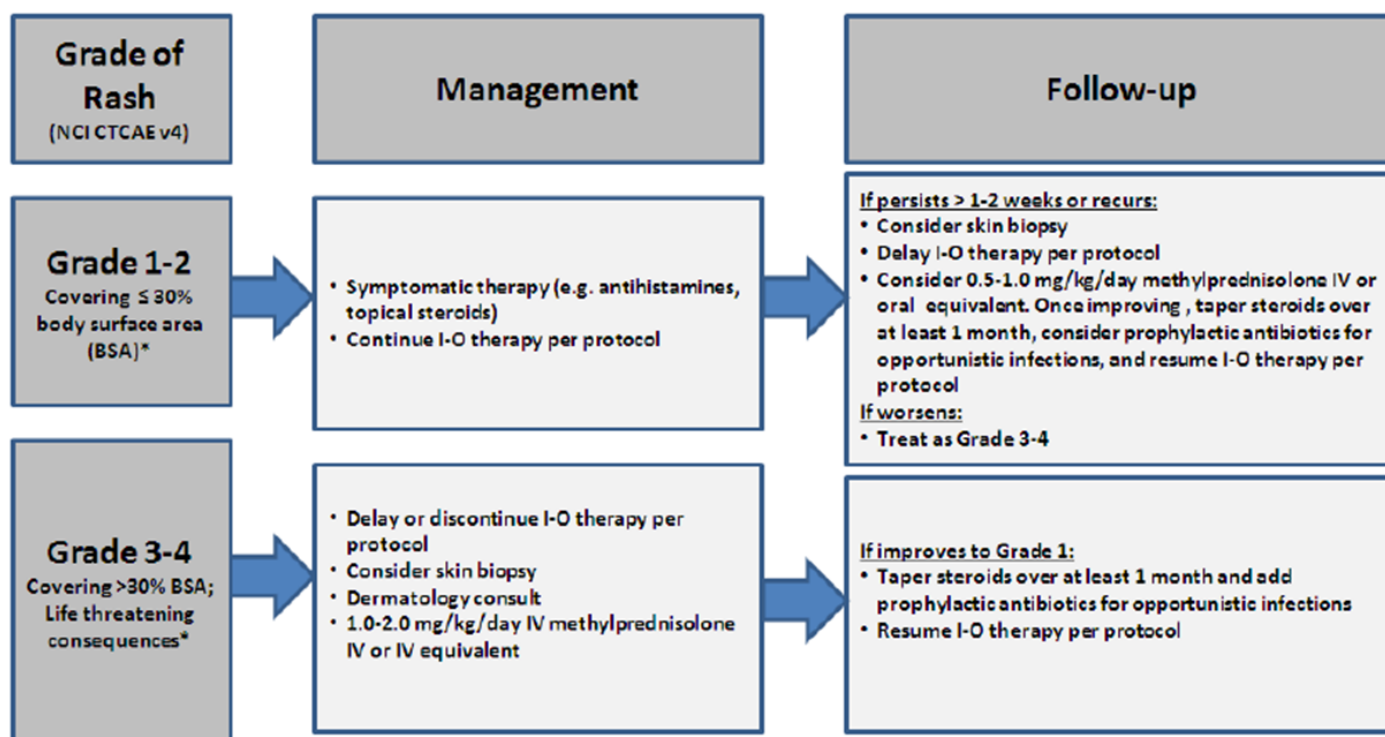 Grade of
Rash
(NCI CTCAE v4)
Management
Follow-up
Grade 1-2
Covering ≤ 30%
body surface area
(BSA)*
• Symptomatic therapy (e.g. antihistamines,
topical steroids)
• Continue I-O therapy per protocol
If persists > 1-2 weeks or recurs:
• Consider skin biopsy
• Delay I-O therapy per protocol
• Consider 0.5-1.0 mg/kg/day methylprednisolone IV or
oral equivalent. Once improving , taper steroids over
at least 1 month, consider prophylactic antibiotics for
opportunistic infections, and resume I-O therapy per
protocol
If worsens:
• Treat as Grade 3-4
Grade 3-4
Covering >30% BSA;
Life threatening
consequences*
• Delay or discontinue I-O therapy per
protocol
• Consider skin biopsy
• Dermatology consult
• 1.0-2.0 mg/kg/day IV methylprednisolone
IV or IV equivalent
If improves to Grade 1:
• Taper steroids over at least 1 month and add
prophylactic antibiotics for opportunistic infections
• Resume I-O therapy per protocol